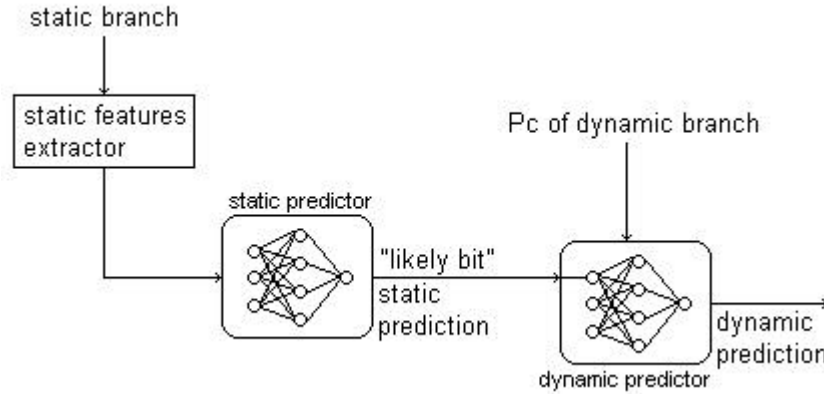 static branch
static features
extractor
Pc of dynamic branch
static predictor
"likely bit"
static
prediction
dynamic
prediction
dynamic predictor